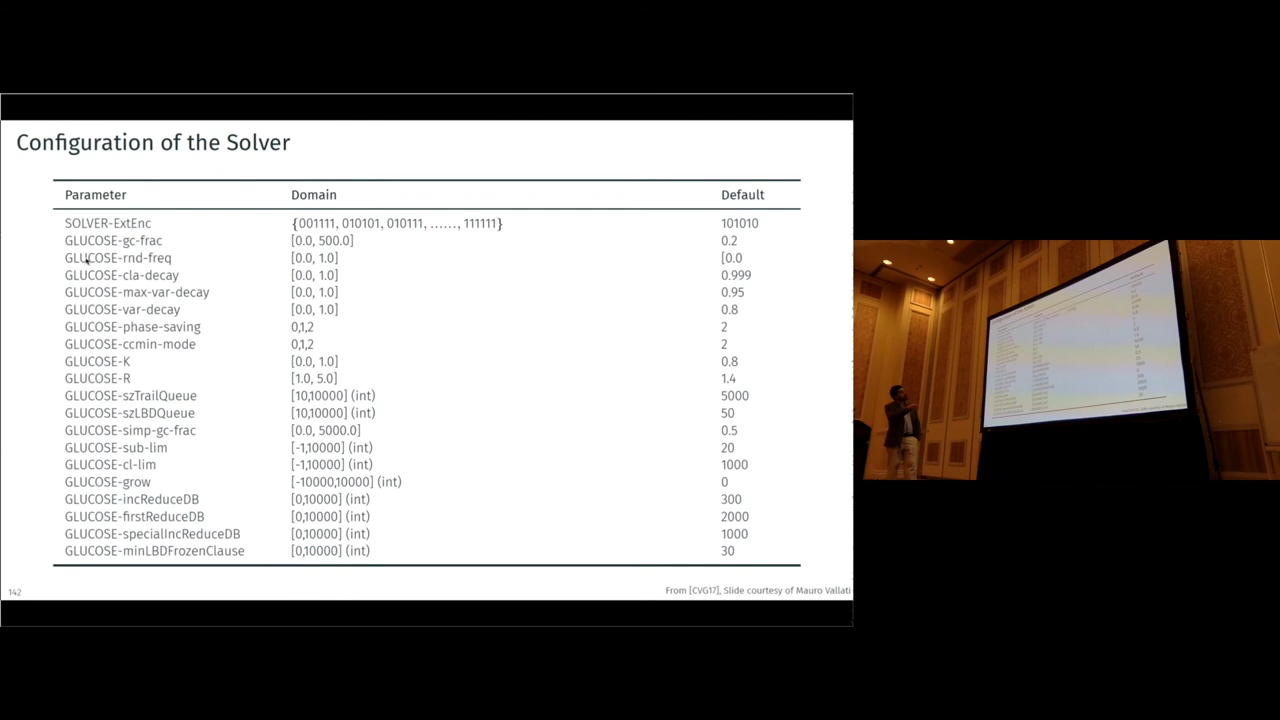 Configuration of the Solver
Parameter Domain Default
SOLVER-ExtEnc {001111, 010101, 010111, ......, 111111} 101010
GLUCOSE-gc-frac [0.0, 500.0] 0.2
GLUCOSE-rnd-freq [0.0, 1.0] [0.0
GLUCOSE-cla-decay [0.0, 1.0] 0.999
GLUCOSE-max-var-decay [0.0, 1.0] 0.95
GLUCOSE-var-decay [0.0, 1.0] 0.8
GLUCOSE-phase-saving 0,1,2 2
GLUCOSE-ccmin-mode 0,1,2 2
GLUCOSE-K [0.0, 1.0] 0.8
GLUCOSE-R [1.0, 5.0] 1.4
GLUCOSE-szTrailQueue [10,10000] (int) 5000
GLUCOSE-szLBDQueue [10,10000] (int) 50
GLUCOSE-simp-gc-frac [0.0, 5000.0] 0.5
GLUCOSE-sub-lim [-1,10000] (int) 20
GLUCOSE-cl-lim [-1,10000] (int) 1000
GLUCOSE-grow [-10000,10000] (int) 0
GLUCOSE-incReduceDB [0,10000] (int) 300
GLUCOSE-firstReduceDB [0,10000] (int) 2000
GLUCOSE-specialIncReduceDB [0,10000] (int) 1000
GLUCOSE-minLBDFrozenClause [0,10000] (int) 30
142 From [CVG17], Slide courtesy of Mauro Vallati